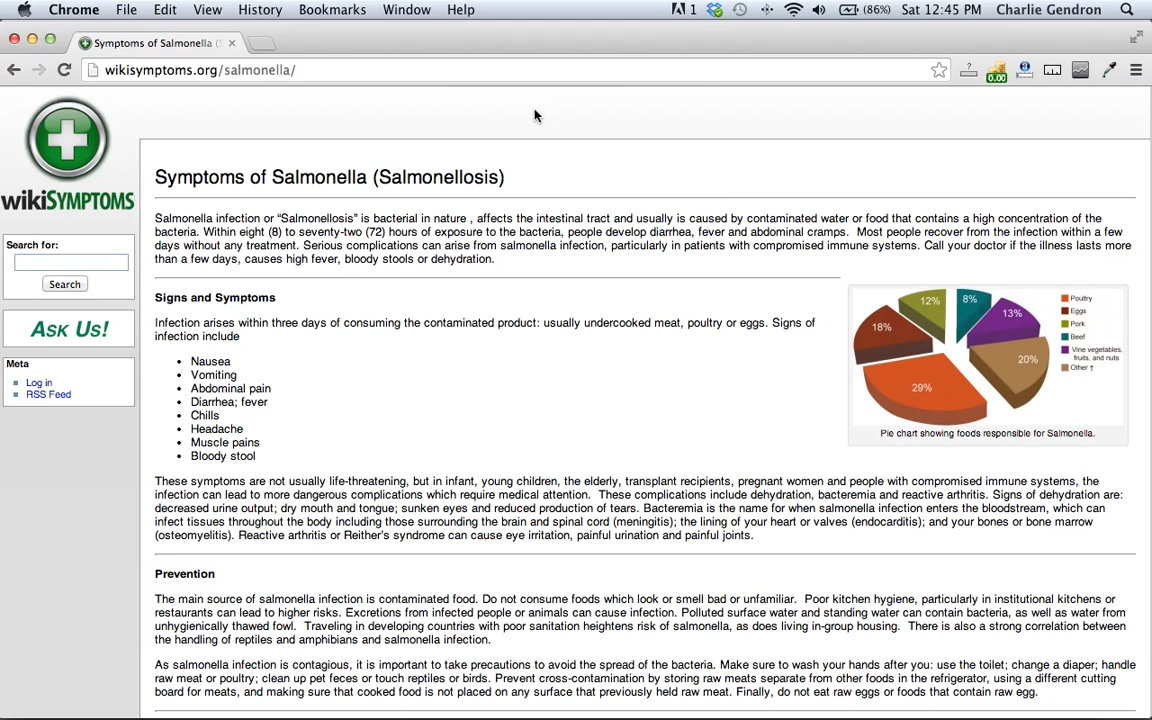 Chrome File Edit View History Bookmarks Window Help 1 (86%) Sat 12:45 PM Charlie Gendron
Symptoms of Salmonella (
wikisymptoms.org/salmonella/
0.00
wikiSYMPTOMS
Search for:
Search
ASK US!
Meta
Log in
RSS Feed
Symptoms of Salmonella (Salmonellosis)
Salmonella infection or “Salmonellosis” is bacterial in nature , affects the intestinal tract and usually is caused by contaminated water or food that contains a high concentration of the
bacteria. Within eight (8) to seventy-two (72) hours of exposure to the bacteria, people develop diarrhea, fever and abdominal cramps. Most people recover from the infection within a few
days without any treatment. Serious complications can arise from salmonella infection, particularly in patients with compromised immune systems. Call your doctor if the illness lasts more
than a few days, causes high fever, bloody stools or dehydration.
Signs and Symptoms
Infection arises within three days of consuming the contaminated product: usually undercooked meat, poultry or eggs. Signs of
infection include
Nausea
Vomiting
Abdominal pain
Diarrhea; fever
Chills
Headache
Muscle pains
Bloody stool
12%
8%
13%
18%
20%
29%
Poultry
Eggs
Pork
Beef
Vine vegetables,
fruits, and nuts
Other †
Pie chart showing foods responsible for Salmonella.
These symptoms are not usually life-threatening, but in infant, young children, the elderly, transplant recipients, pregnant women and people with compromised immune systems, the
infection can lead to more dangerous complications which require medical attention. These complications include dehydration, bacteremia and reactive arthritis. Signs of dehydration are:
decreased urine output; dry mouth and tongue; sunken eyes and reduced production of tears. Bacteremia is the name for when salmonella infection enters the bloodstream, which can
infect tissues throughout the body including those surrounding the brain and spinal cord (meningitis); the lining of your heart or valves (endocarditis); and your bones or bone marrow
(osteomyelitis). Reactive arthritis or Reither's syndrome can cause eye irritation, painful urination and painful joints.
Prevention
The main source of salmonella infection is contaminated food. Do not consume foods which look or smell bad or unfamiliar. Poor kitchen hygiene, particularly in institutional kitchens or
restaurants can lead to higher risks. Excretions from infected people or animals can cause infection. Polluted surface water and standing water can contain bacteria, as well as water from
unhygienically thawed fowl. Traveling in developing countries with poor sanitation heightens risk of salmonella, as does living in-group housing. There is also a strong correlation between
the handling of reptiles and amphibians and salmonella infection.
As salmonella infection is contagious, it is important to take precautions to avoid the spread of the bacteria. Make sure to wash your hands after you: use the toilet; change a diaper; handle
raw meat or poultry; clean up pet feces or touch reptiles or birds. Prevent cross-contamination by storing raw meats separate from other foods in the refrigerator, using a different cutting
board for meats, and making sure that cooked food is not placed on any surface that previously held raw meat. Finally, do not eat raw eggs or foods that contain raw egg.